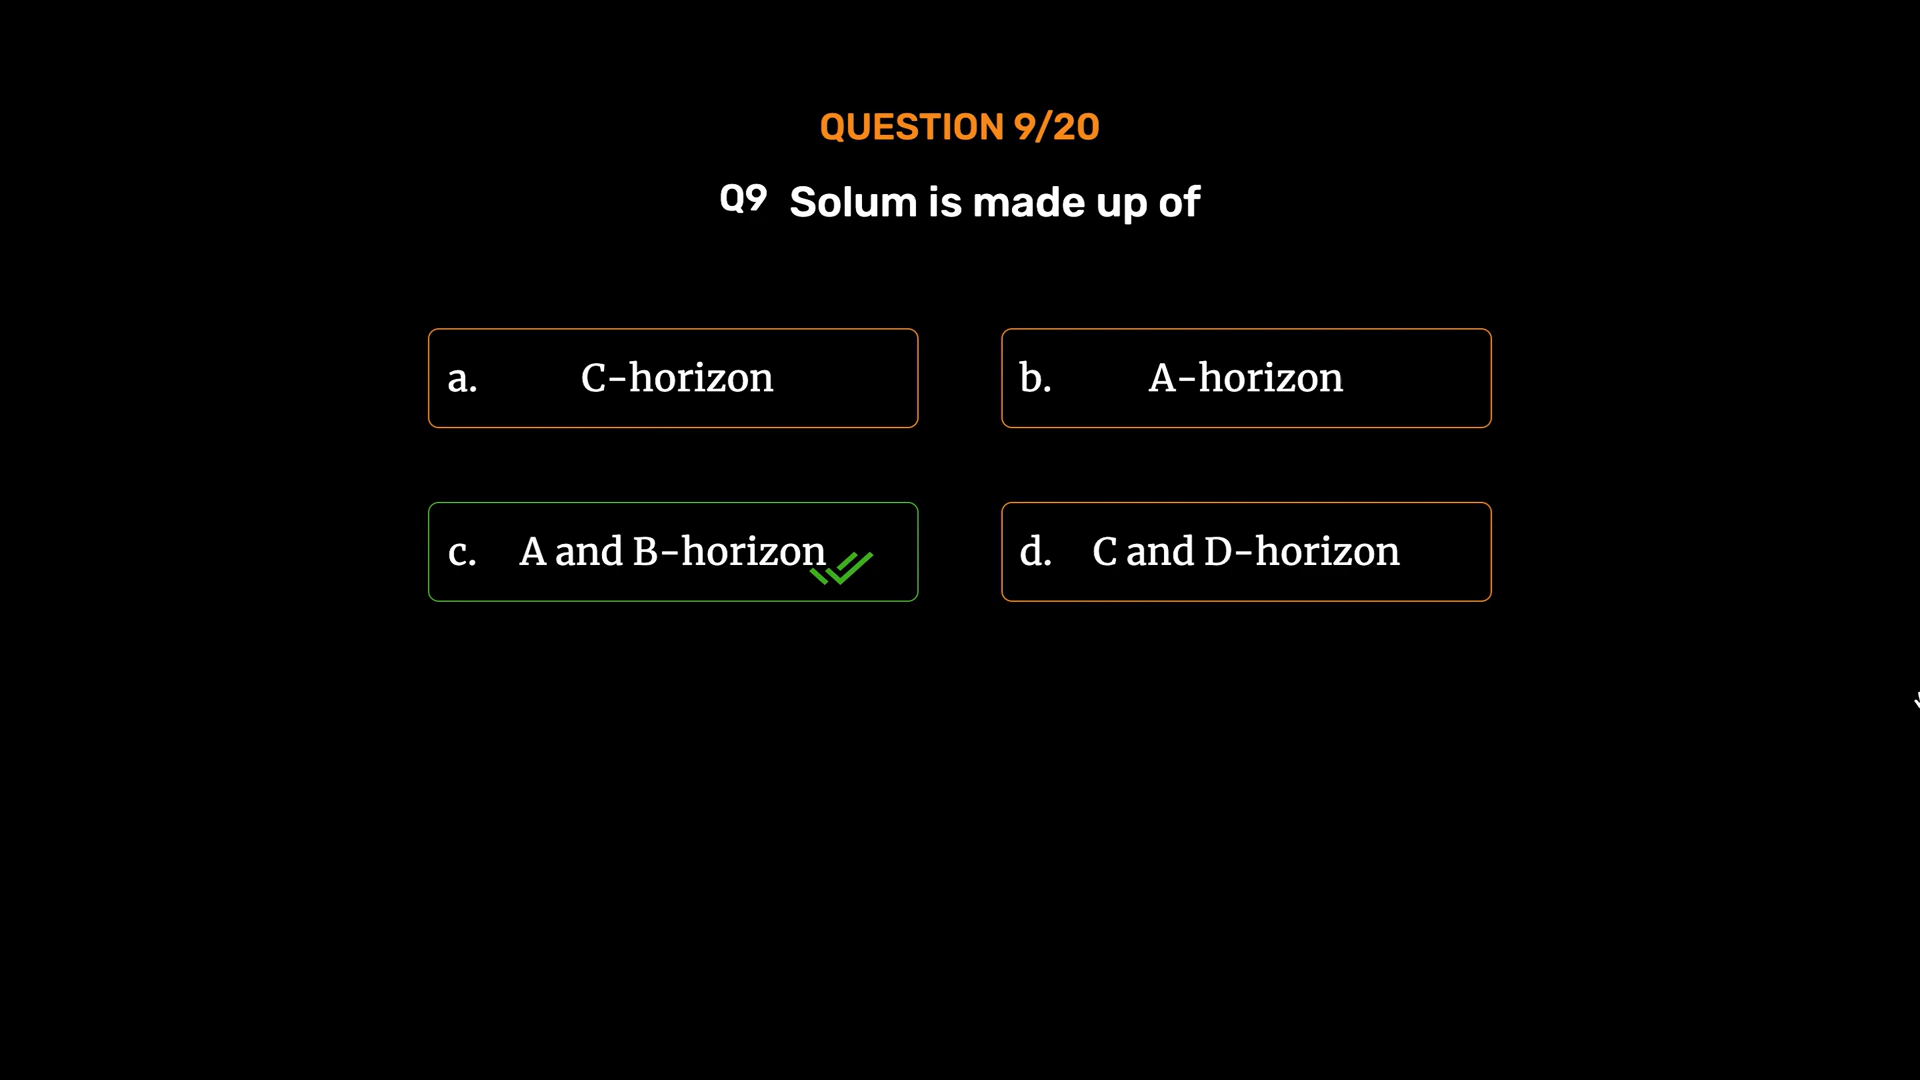 QUESTION 9/20
Q9 Solum is made up of
a. C-horizon
b. A-horizon
c. A and B-horizon
d. C and D-horizon